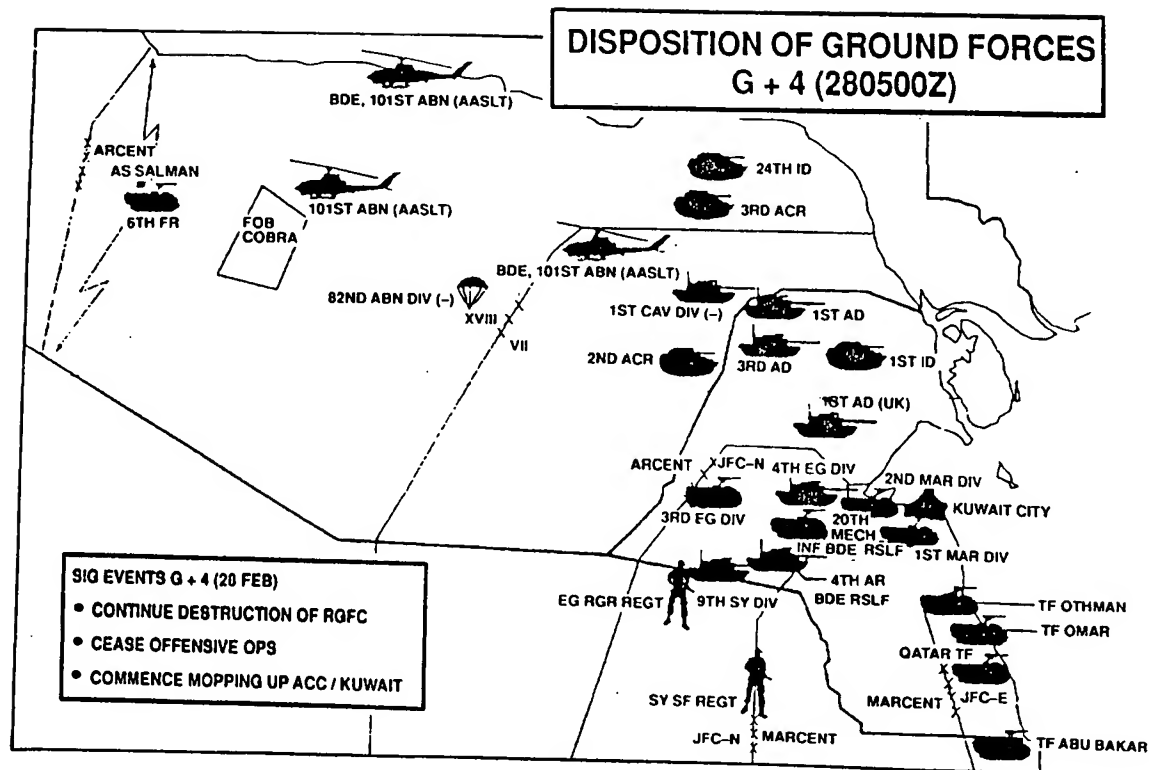 DISPOSITION OF GROUND FORCES
G + 4 (280500Z)
BDE, 101ST ABN (AASLT)
ARCENT
AS SALMAN
6TH FR
101ST ABN (AASLT)
FOB
COBRA
24TH ID
3RD ACR
BDE, 101ST ABN (AASLT)
82ND ABN DIV (–)
XVIII
VII
1ST CAV DIV (–)
1ST AD
2ND ACR
3RD AD
1ST ID
1ST AD (UK)
ARCENT
JFC–N
4TH EG DIV
2ND MAR DIV
3RD EG DIV
KUWAIT CITY
20TH
MECH
INF BDE RSLF
1ST MAR DIV
EG RGR REGT
9TH SY DIV
4TH AR
BDE RSLF
TF OTHMAN
TF OMAR
QATAR TF
SY SF REGT
MARCENT
JFC–E
JFC–N
MARCENT
TF ABU BAKAR
SIG EVENTS G + 4 (28 FEB)
• CONTINUE DESTRUCTION OF RGFC
• CEASE OFFENSIVE OPS
• COMMENCE MOPPING UP ACC / KUWAIT